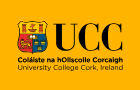 UCC
Coláiste na hOllscoile Corcaigh
University College Cork, Ireland